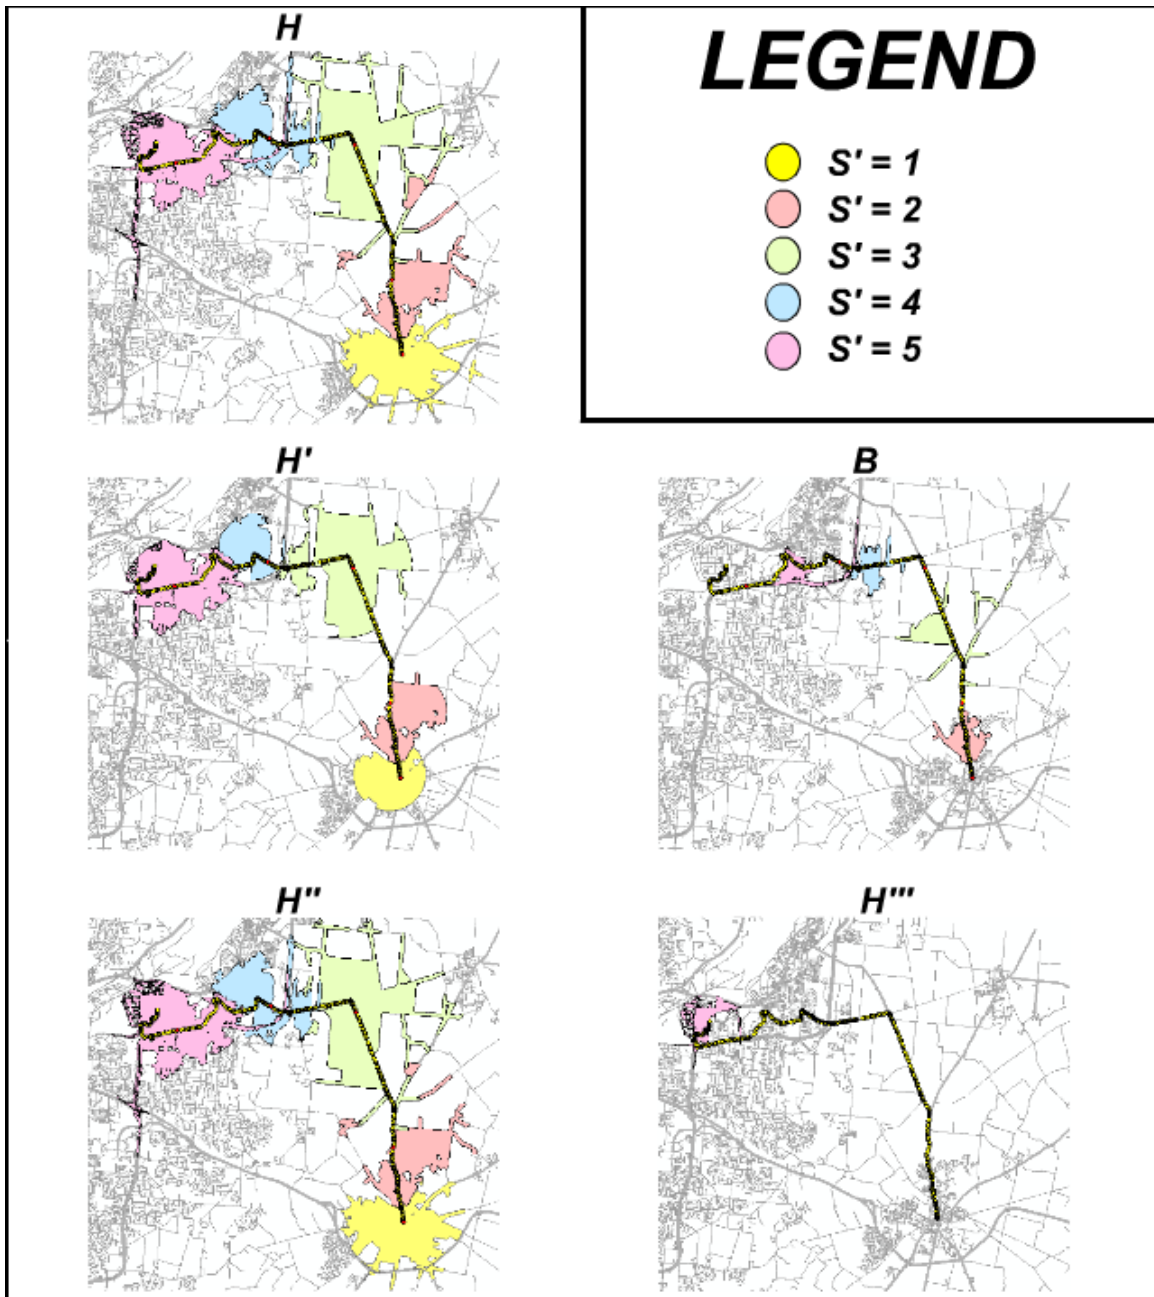 H
LEGEND
S' = 1
S' = 2
S' = 3
S' = 4
S' = 5
H'
B
H''
H'''